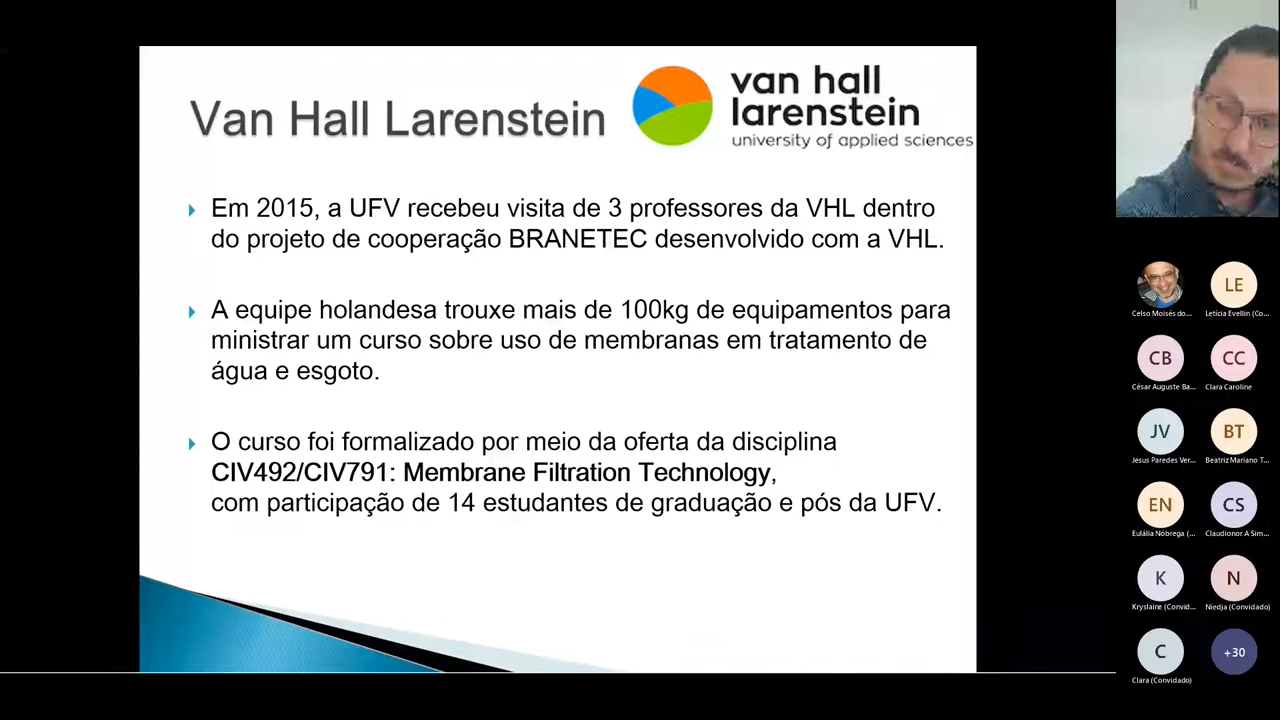 Van Hall Larenstein
van hall
larenstein
university of applied sciences
Em 2015, a UFV recebeu visita de 3 professores da VHL dentro
do projeto de cooperação BRANETEC desenvolvido com a VHL.
A equipe holandesa trouxe mais de 100kg de equipamentos para
ministrar um curso sobre uso de membranas em tratamento de
água e esgoto.
O curso foi formalizado por meio da oferta da disciplina
CIV492/CIV791: Membrane Filtration Technology,
com participação de 14 estudantes de graduação e pós da UFV.
LE
Celso Moisés do...
Letícia Evellin (Co...
CB
CC
César Auguste Ba...
Clara Caroline
JV
BT
Jesus Paredes Ver...
Beatriz Mariano T...
EN
CS
Eulália Nóbrega (...
Claudionor A Sim...
K
N
Kryslaine (Convid...
Niedja (Convidado)
C
+30
Clara (Convidado)